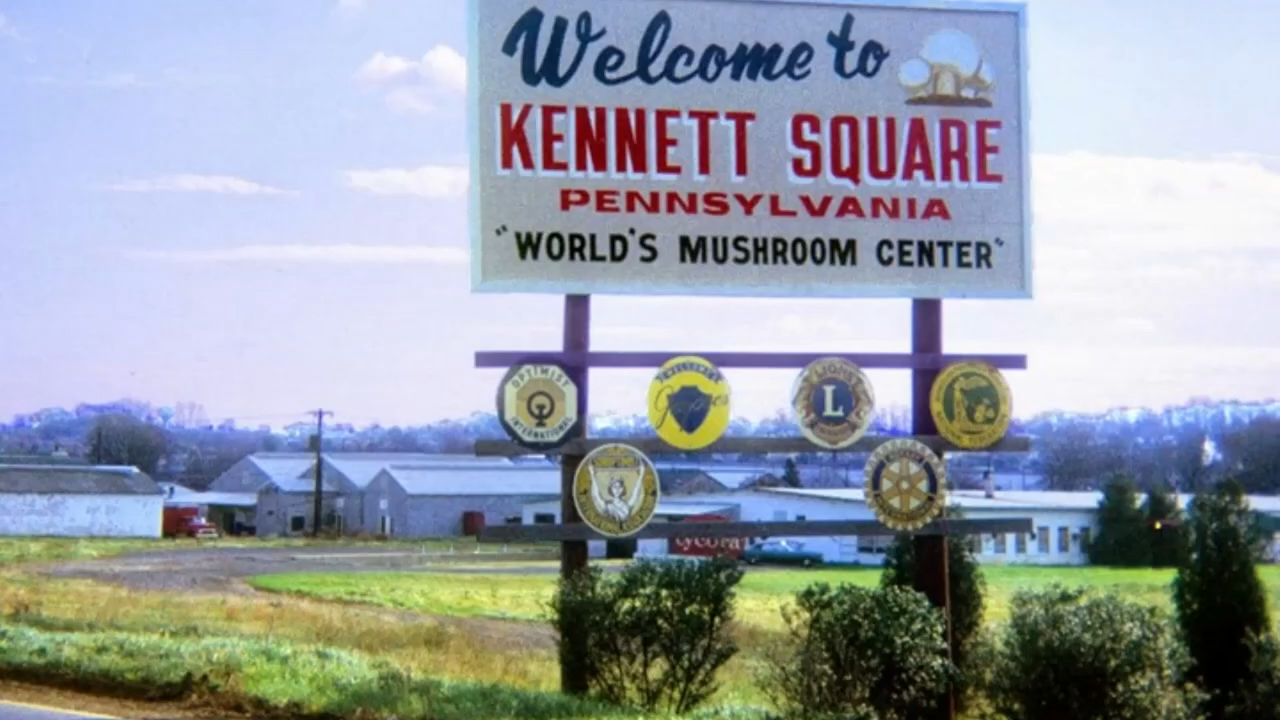 Welcome to
KENNETT SQUARE
PENNSYLVANIA
"WORLD'S MUSHROOM CENTER"
OPTIMIST
INTERNATIONAL
LIONS
L